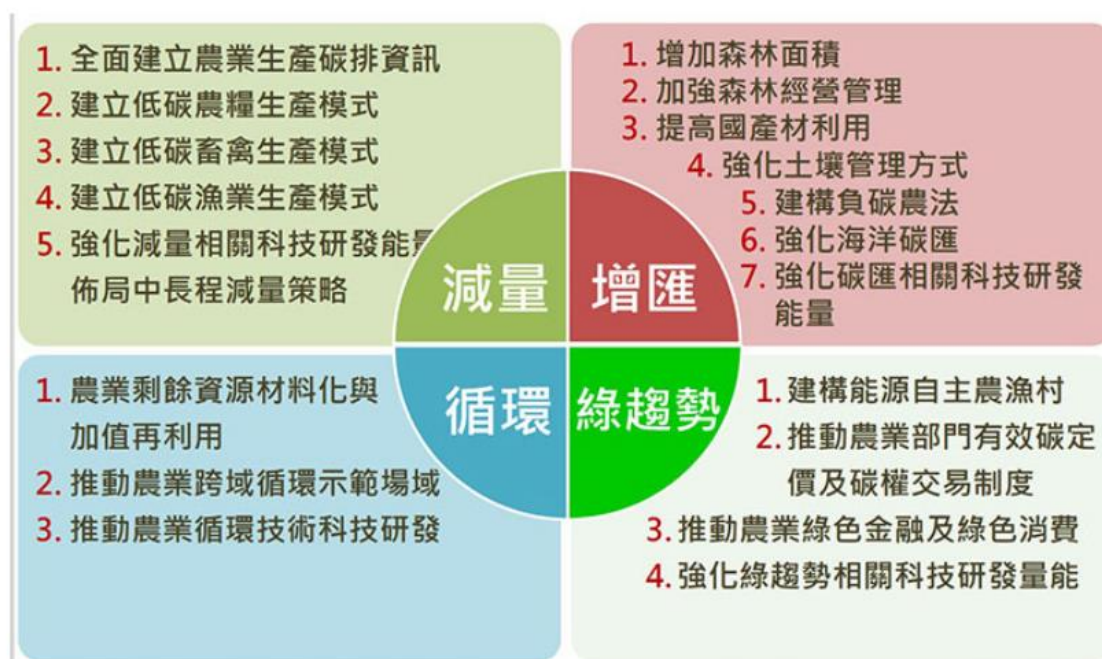 1. 全面建立農業生產碳排資訊
2. 建立低碳農糧生產模式
3. 建立低碳畜禽生產模式
4. 建立低碳漁業生產模式
5. 強化減量相關科技研發能量
佈局中長程減量策略
減量
1. 增加森林面積
2. 加強森林經營管理
3. 提高國產材利用
4. 強化土壤管理方式
5. 建構負碳農法
6. 強化海洋碳匯
7. 強化碳匯相關科技研發
能量
增匯
1. 農業剩餘資源材料化與
加值再利用
2. 推動農業跨域循環示範場域
3. 推動農業循環技術科技研發
循環
1. 建構能源自主農漁村
2. 推動農業部門有效碳定
價及碳權交易制度
3. 推動農業綠色金融及綠色消費
4. 強化綠趨勢相關科技研發量能
綠趨勢